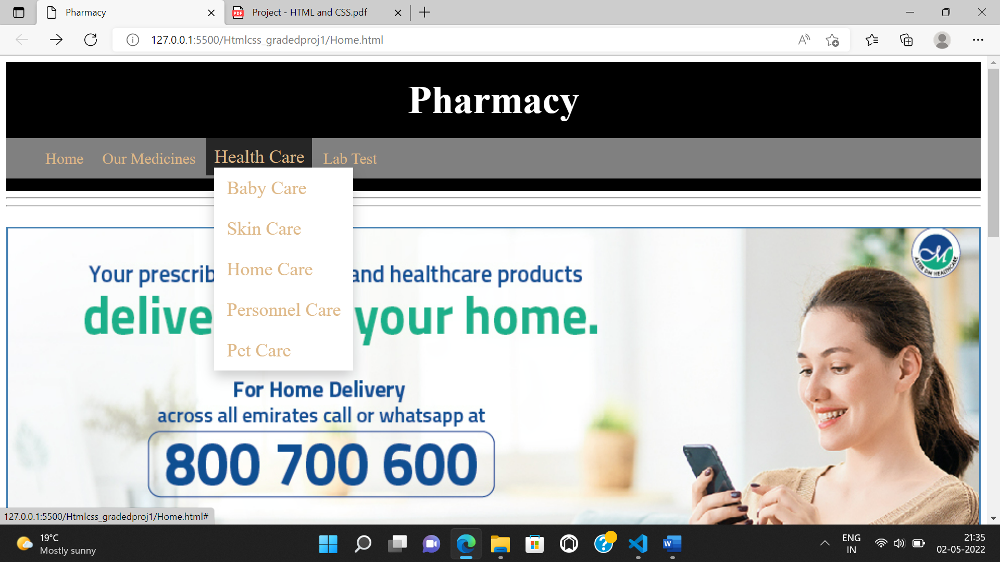 Pharmacy
Project - HTML and CSS.pdf
127.0.0.1:5500/Htmlcss_gradedproj1/Home.html
Pharmacy
Home Our Medicines Health Care Lab Test
Baby Care
Skin Care
Home Care
Personnel Care
Pet Care
Your prescrib and healthcare products
delive your home.
For Home Delivery
across all emirates call or whatsapp at
800 700 600
ASTER DM HEALTHCARE
127.0.0.1:5500/Htmlcss_gradedproj1/Home.html#
19°C
Mostly sunny
ENG
IN
21:35
02-05-2022